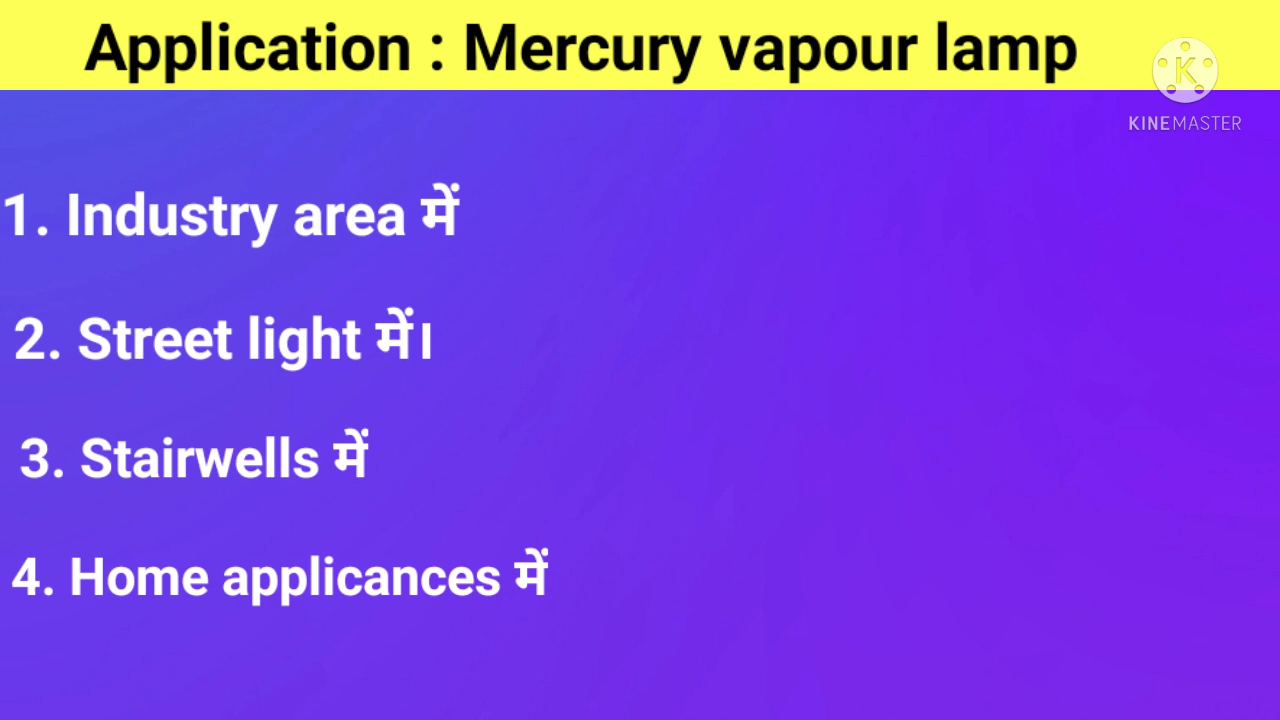 Application : Mercury vapour lamp
K
KINEMASTER
1. Industry area में
2. Street light में।
3. Stairwells में
4. Home applicances में